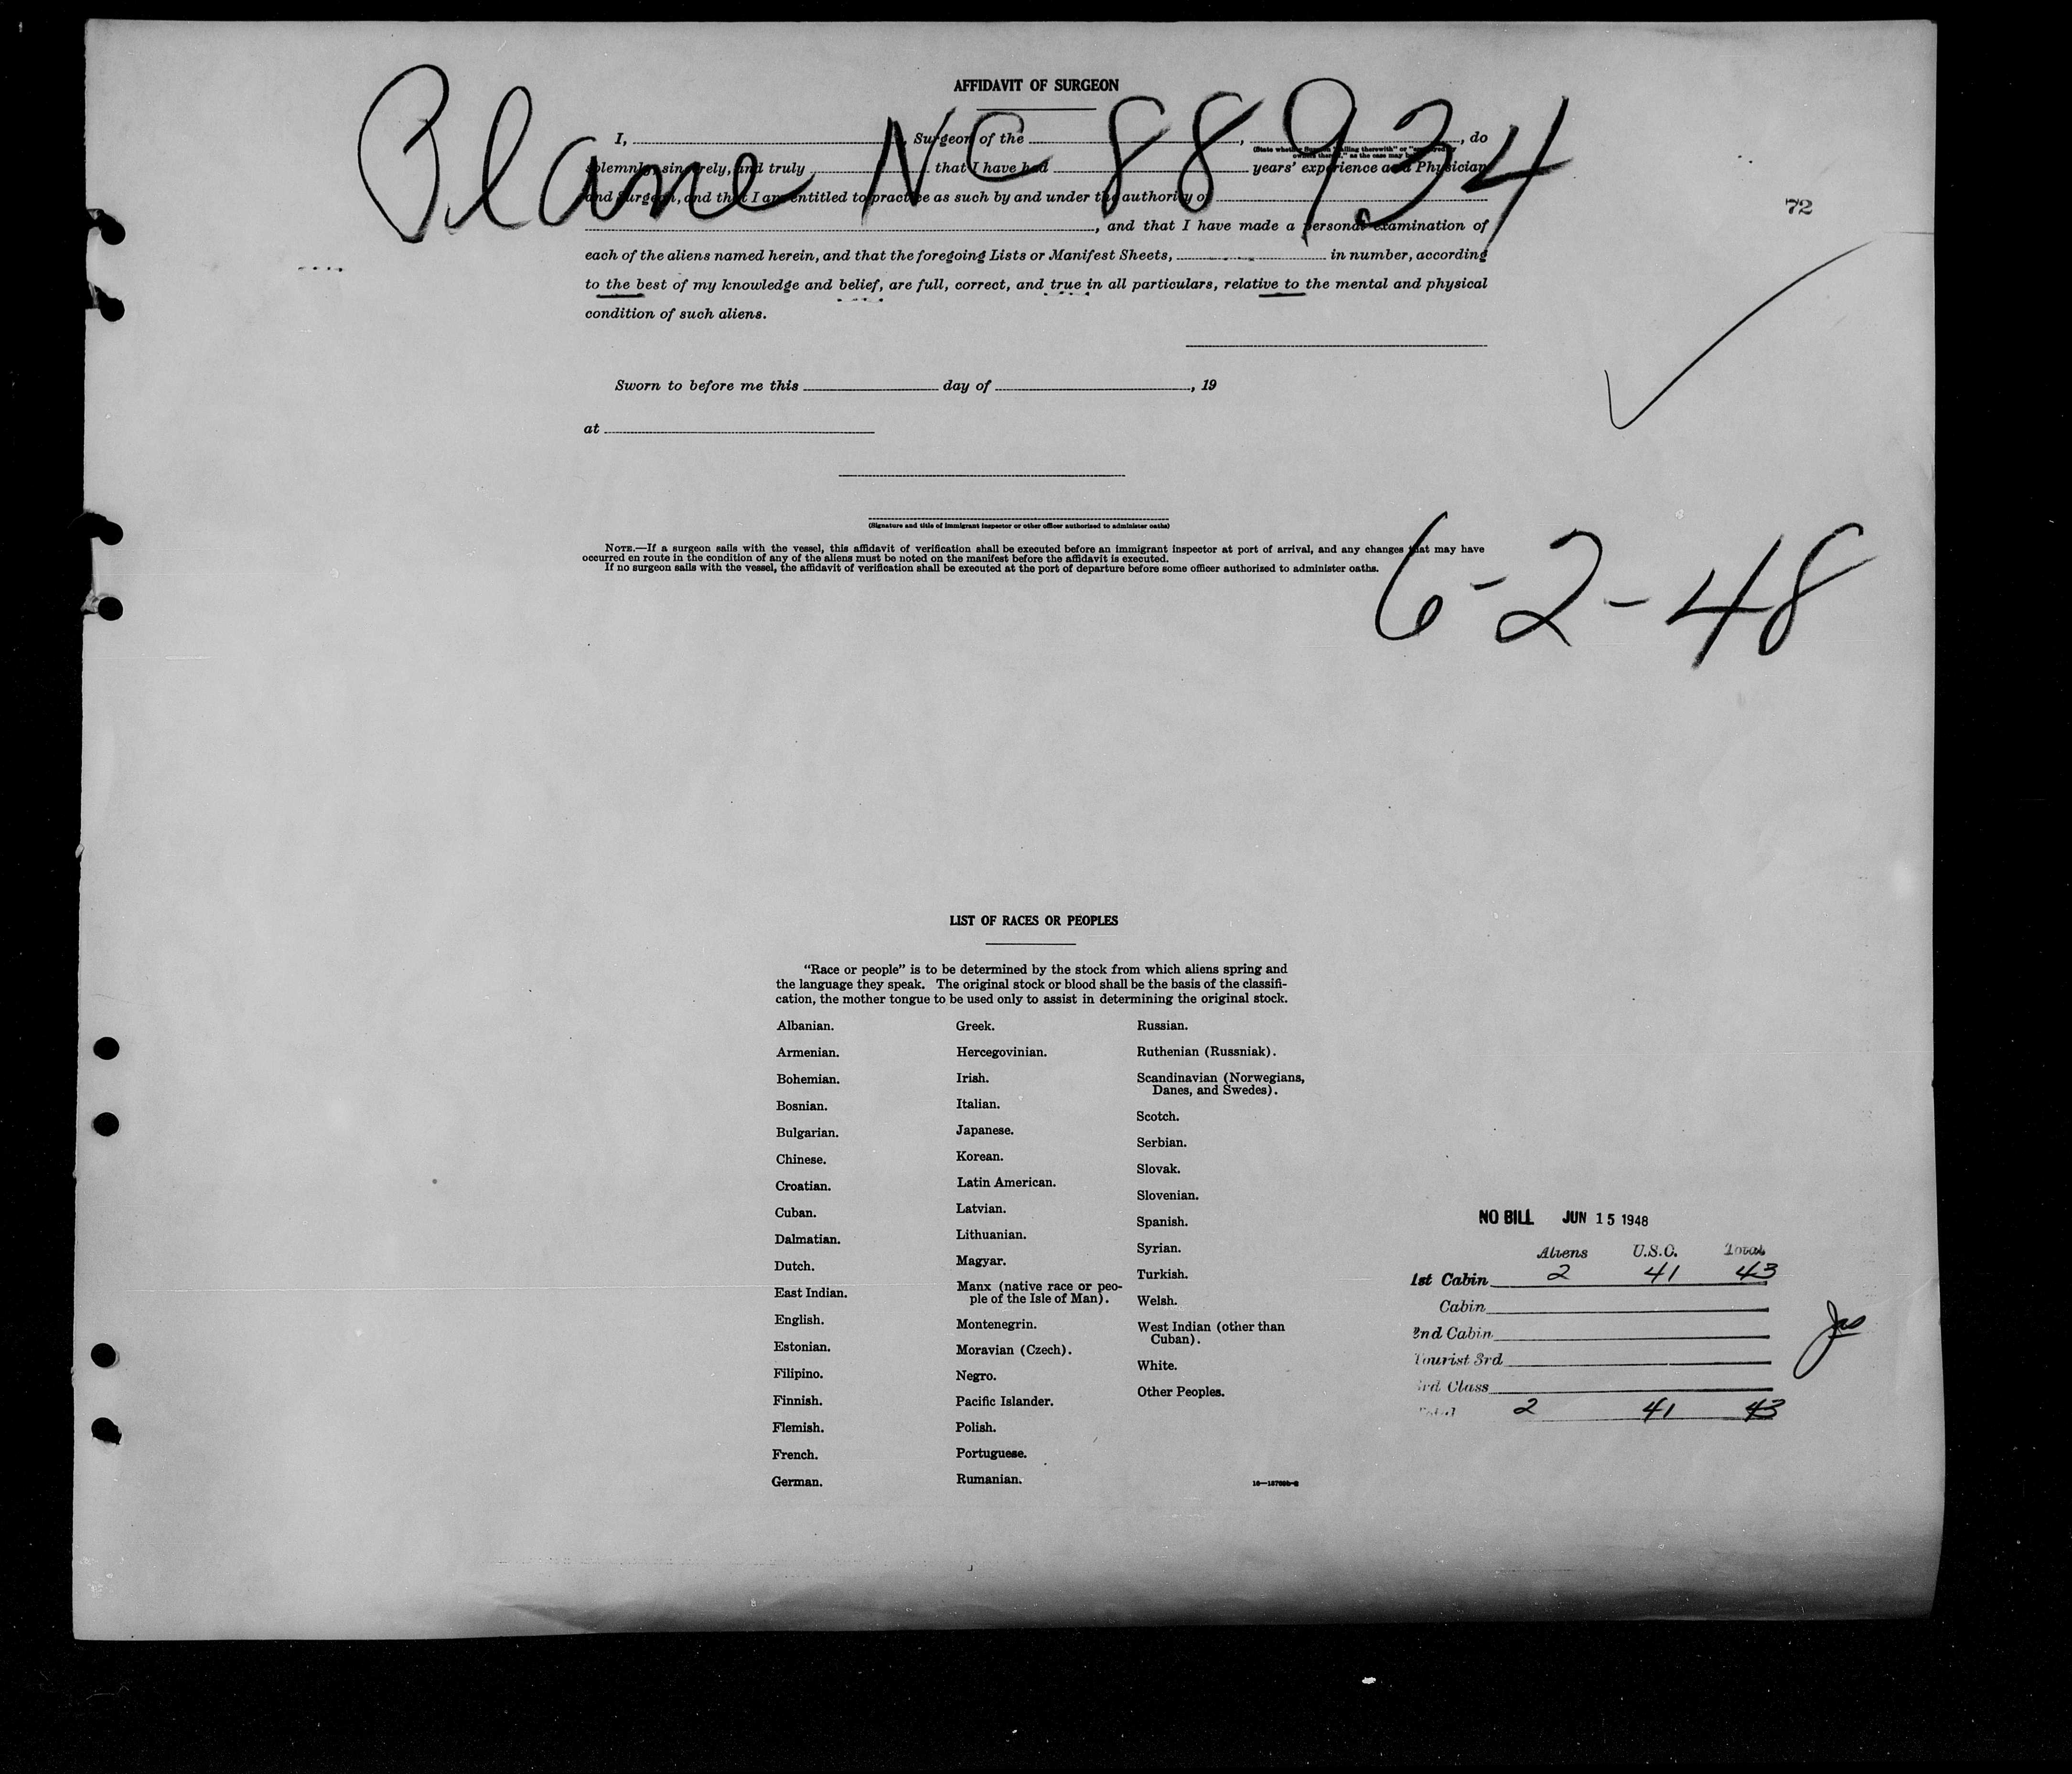 AFFIDAVIT OF SURGEON
Plane NC 88934
I, , Surgeon of the , , do
(State whether Surgeon "sailing therewith" or "employed by owners thereof," as the case may be)
solemnly, sincerely, and truly that I have had years' experience as a Physician
and Surgeon, and that I am entitled to practice as such by and under the authority of
, and that I have made a personal examination of
each of the aliens named herein, and that the foregoing Lists or Manifest Sheets, in number, according
to the best of my knowledge and belief, are full, correct, and true in all particulars, relative to the mental and physical
condition of such aliens.
72
Sworn to before me this day of , 19
at
(Signature and title of immigrant inspector or other officer authorized to administer oaths)
NOTE.—If a surgeon sails with the vessel, this affidavit of verification shall be executed before an immigrant inspector at port of arrival, and any changes that may have
occurred en route in the condition of any of the aliens must be noted on the manifest before the affidavit is executed.
If no surgeon sails with the vessel, the affidavit of verification shall be executed at the port of departure before some officer authorized to administer oaths.
6-2-48
LIST OF RACES OR PEOPLES
"Race or people" is to be determined by the stock from which aliens spring and
the language they speak. The original stock or blood shall be the basis of the classifi-
cation, the mother tongue to be used only to assist in determining the original stock.
Albanian.
Armenian.
Bohemian.
Bosnian.
Bulgarian.
Chinese.
Croatian.
Cuban.
Dalmatian.
Dutch.
East Indian.
English.
Estonian.
Filipino.
Finnish.
Flemish.
French.
German.
Greek.
Hercegovinian.
Irish.
Italian.
Japanese.
Korean.
Latin American.
Latvian.
Lithuanian.
Magyar.
Manx (native race or peo-
ple of the Isle of Man).
Montenegrin.
Moravian (Czech).
Negro.
Pacific Islander.
Polish.
Portuguese.
Rumanian.
Russian.
Ruthenian (Russniak).
Scandinavian (Norwegians,
Danes, and Swedes).
Scotch.
Serbian.
Slovak.
Slovenian.
Spanish.
Syrian.
Turkish.
Welsh.
West Indian (other than
Cuban).
White.
Other Peoples.
NO BILL JUN 15 1948
Aliens U.S.C. Total
1st Cabin 2 41 43
Cabin
2nd Cabin
Tourist 3rd
3rd Class
Total 2 41 43